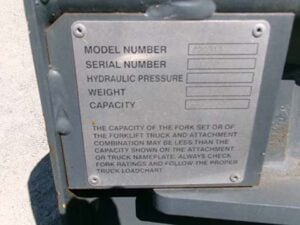 MODEL NUMBER
SERIAL NUMBER
HYDRAULIC PRESSURE
WEIGHT
CAPACITY
THE CAPACITY OF THE FORK SET OR OF
THE FORKLIFT TRUCK AND ATTACHMENT
COMBINATION MAY BE LESS THAN THE
CAPACITY SHOWN ON THE ATTACHMENT
OR TRUCK NAMEPLATE. ALWAYS CHECK
FORK RATINGS AND FOLLOW THE PROPER
TRUCK LOADCHART.